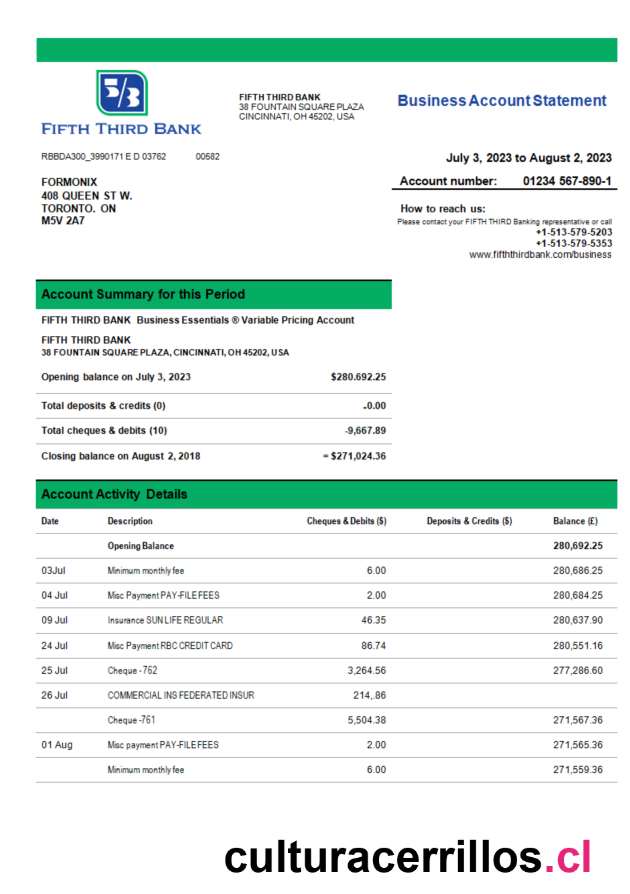 5/3
FIFTH THIRD BANK
FIFTH THIRD BANK
38 FOUNTAIN SQUARE PLAZA
CINCINNATI, OH 45202, USA
Business Account Statement
RBBDA300_3990171 E D 03762 00582
July 3, 2023 to August 2, 2023
Account number: 01234 567-890-1
FORMONIX
408 QUEEN ST W.
TORONTO. ON
M5V 2A7
How to reach us:
Please contact your FIFTH THIRD Banking representative or call
+1-513-579-5203
+1-513-579-5353
www.fifththirdbank.com/business
Account Summary for this Period
FIFTH THIRD BANK Business Essentials ® Variable Pricing Account
FIFTH THIRD BANK
38 FOUNTAIN SQUARE PLAZA, CINCINNATI, OH 45202, USA
Opening balance on July 3, 2023 $280.692.25
Total deposits & credits (0) .0.00
Total cheques & debits (10) -9,667.89
Closing balance on August 2, 2018 = $271,024.36
Account Activity Details
Date Description Cheques & Debits ($) Deposits & Credits ($) Balance (£)
Opening Balance 280,692.25
03Jul Minimum monthly fee 6.00 280,686.25
04 Jul Misc Payment PAY-FILE FEES 2.00 280,684.25
09 Jul Insurance SUN LIFE REGULAR 46.35 280,637.90
24 Jul Misc Payment RBC CREDIT CARD 86.74 280,551.16
25 Jul Cheque -762 3,264.56 277,286.60
26 Jul COMMERCIAL INS FEDERATED INSUR 214,.86
Cheque -761 5,504.38 271,567.36
01 Aug Misc payment PAY-FILE FEES 2.00 271,565.36
Minimum monthly fee 6.00 271,559.36
culturacerrillos.cl